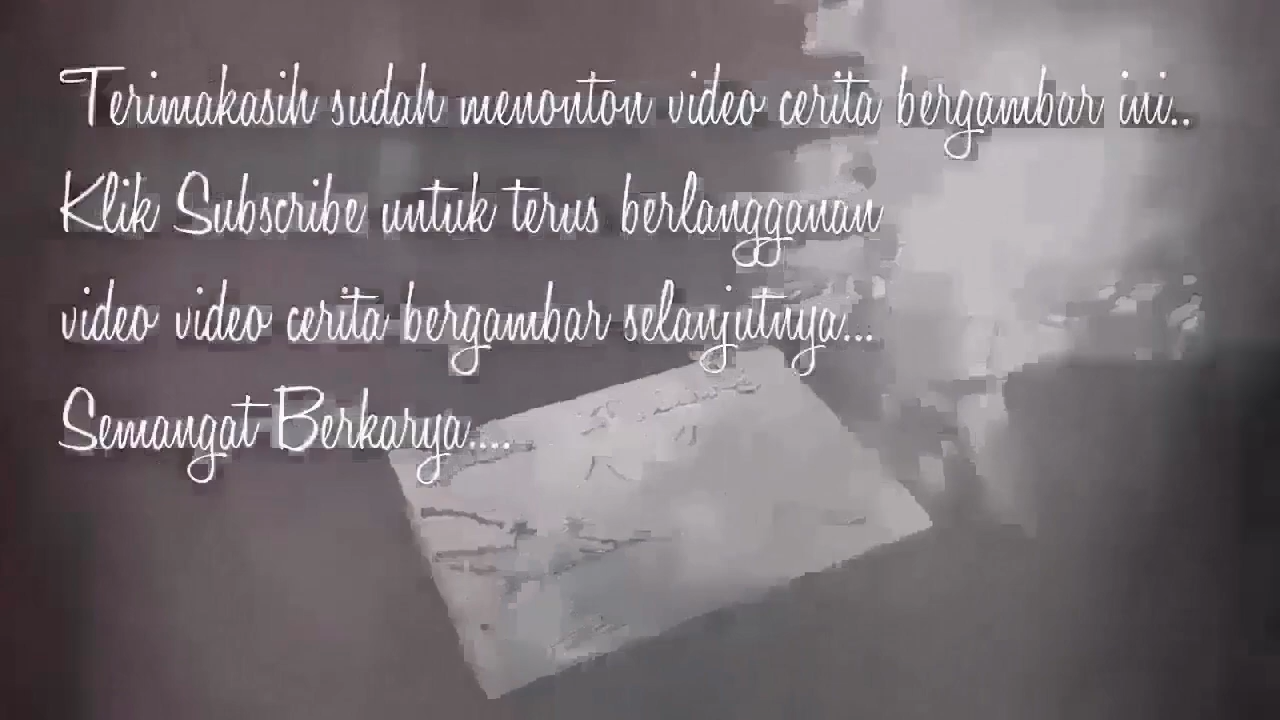 Terimakasih sudah menonton video cerita bergambar ini..
Klik Subscribe untuk terus berlangganan
video video cerita bergambar selanjutnya...
Semangat Berkarya....